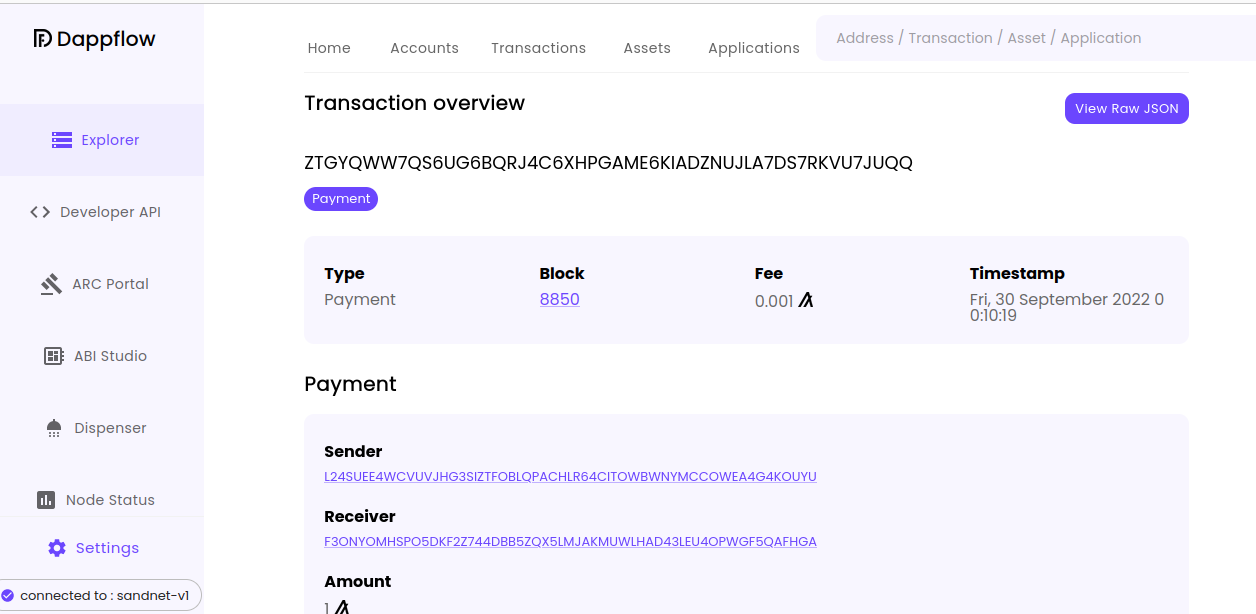 Dappflow
Explorer
Developer API
ARC Portal
ABI Studio
Dispenser
Node Status
Settings
connected to : sandnet-v1
Home Accounts Transactions Assets Applications
Address / Transaction / Asset / Application
Transaction overview
View Raw JSON
ZTGYQWW7QS6UG6BQRJ4C6XHPGAME6KIADZNUJLA7DS7RKVU7JUQQ
Payment
Type Block Fee Timestamp
Payment 8850 0.001 Fri, 30 September 2022 0
0:10:19
Payment
Sender
L24SUEE4WCVUVJHG3SIZTFOBLQPACHLR64CITOWBWNYMCCOWEA4G4KOUYU
Receiver
F3ONYOMHSPO5DKF2Z744DBB5ZQX5LMJAKMUWLHAD43LEU4OPWGF5QAFHGA
Amount
1